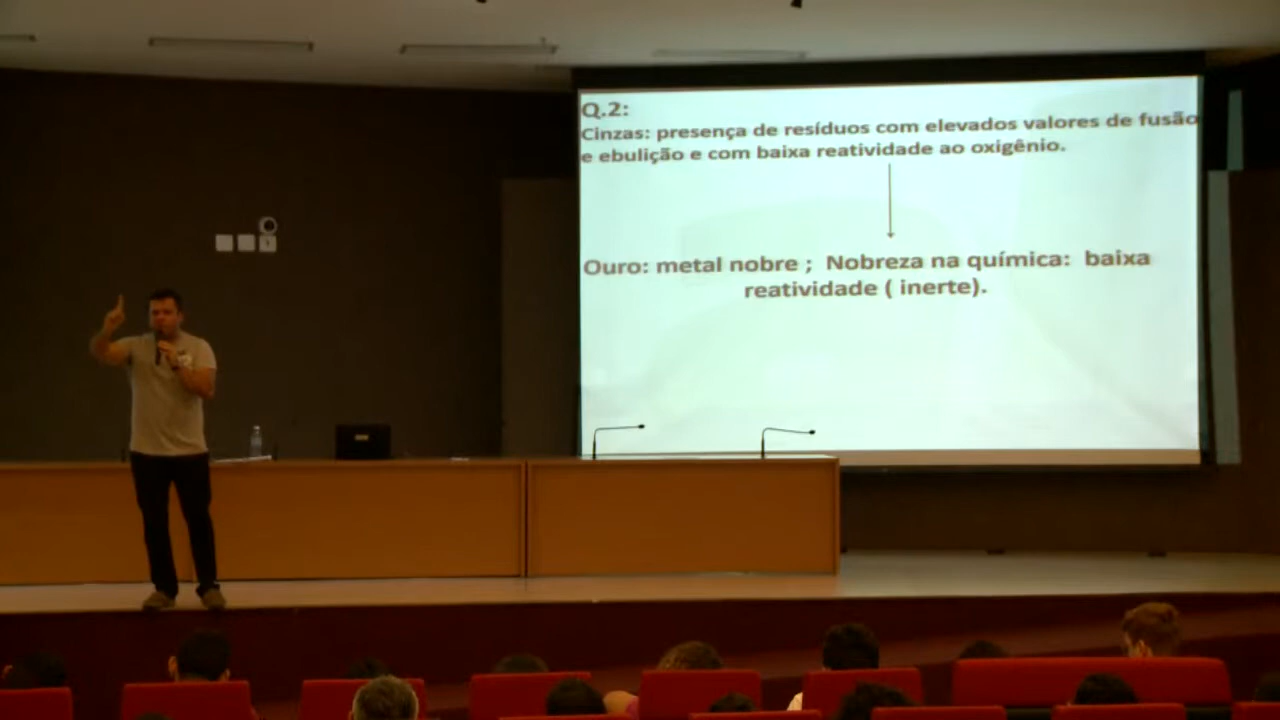 Q.2:
Cinzas: presença de resíduos com elevados valores de fusão
e ebulição e com baixa reatividade ao oxigênio.
Ouro: metal nobre ; Nobreza na química: baixa
reatividade ( inerte).